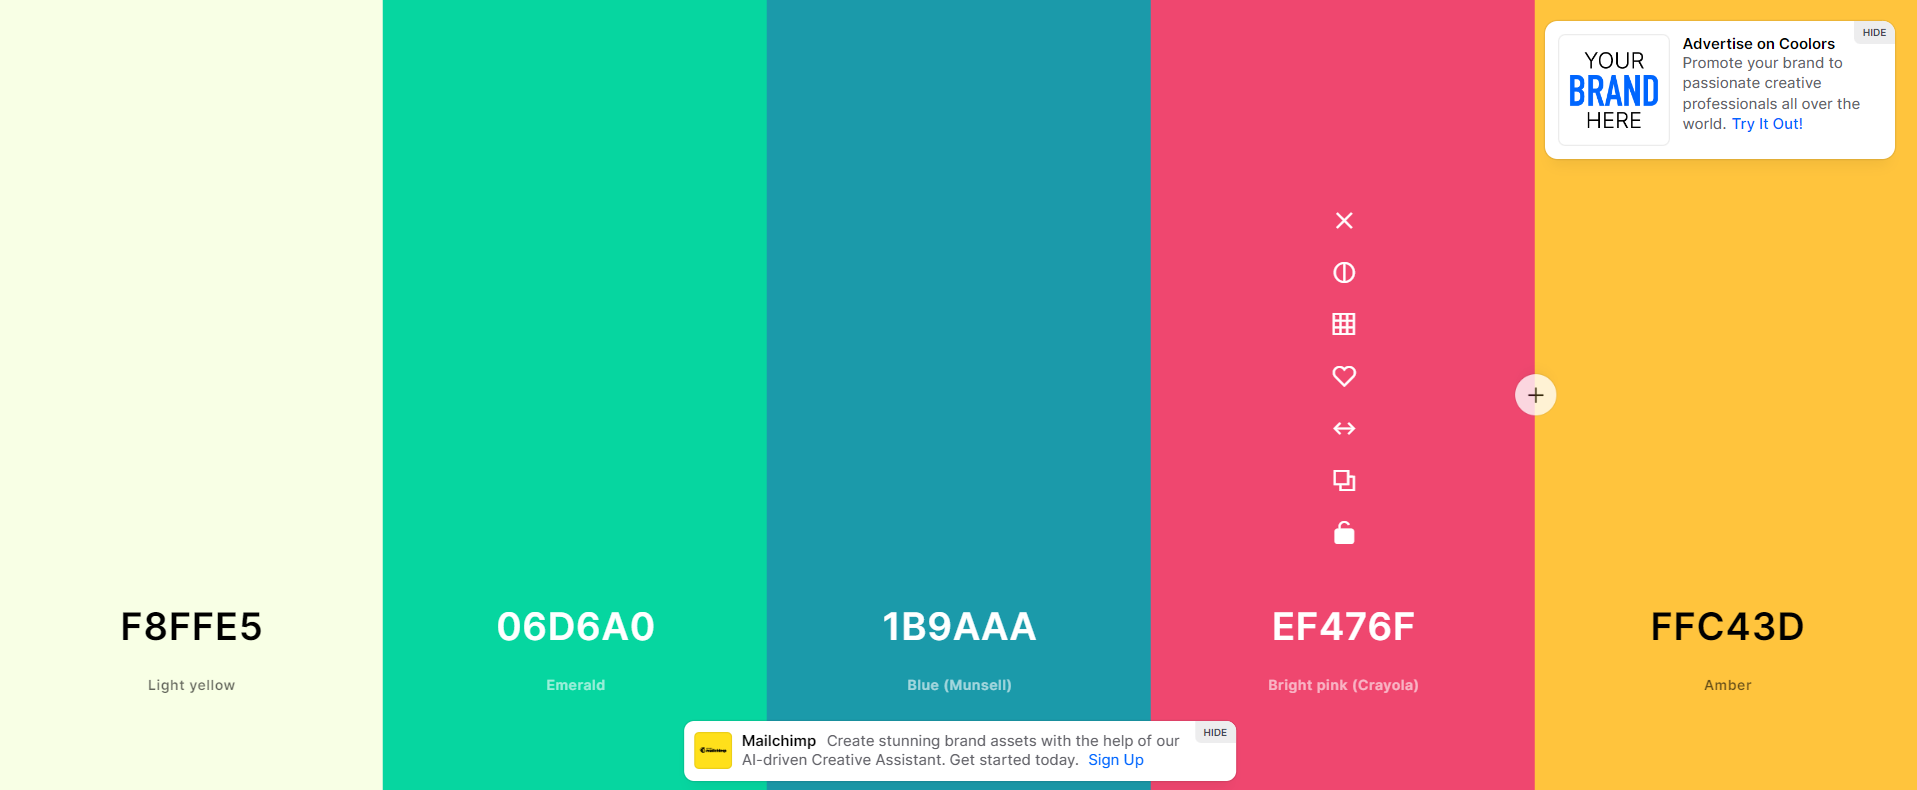 HIDE
YOUR
BRAND
HERE
Advertise on Coolors
Promote your brand to
passionate creative
professionals all over the
world. Try It Out!
F8FFE5
Light yellow
06D6A0
Emerald
1B9AAA
Blue (Munsell)
EF476F
Bright pink (Crayola)
FFC43D
Amber
HIDE
mailchimp
Mailchimp Create stunning brand assets with the help of our
AI-driven Creative Assistant. Get started today. Sign Up